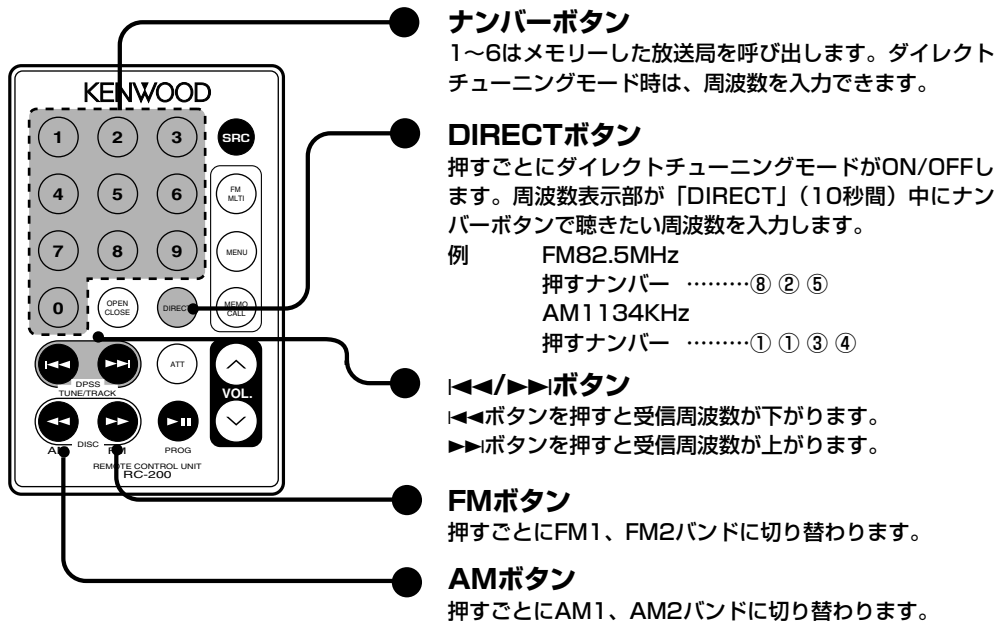 KENWOOD
1 2 3 SRC
4 5 6 FM MLTI
7 8 9 MENU
0 OPEN CLOSE DIRECT MEMO CALL
ATT
DPSS
TUNE/TRACK
VOL.
DISC
AM FM PROG
REMOTE CONTROL UNIT
RC-200
ナンバーボタン
1〜6はメモリーした放送局を呼び出します。ダイレクト
チューニングモード時は、周波数を入力できます。
DIRECTボタン
押すごとにダイレクトチューニングモードがON/OFFし
ます。周波数表示部が「DIRECT」(10秒間)中にナン
バーボタンで聴きたい周波数を入力します。
例 FM82.5MHz
押すナンバー ………⑧ ② ⑤
AM1134KHz
押すナンバー ………① ① ③ ④
I◄◄/►►Iボタン
I◄◄ボタンを押すと受信周波数が下がります。
►►Iボタンを押すと受信周波数が上がります。
FMボタン
押すごとにFM1、FM2バンドに切り替わります。
AMボタン
押すごとにAM1、AM2バンドに切り替わります。